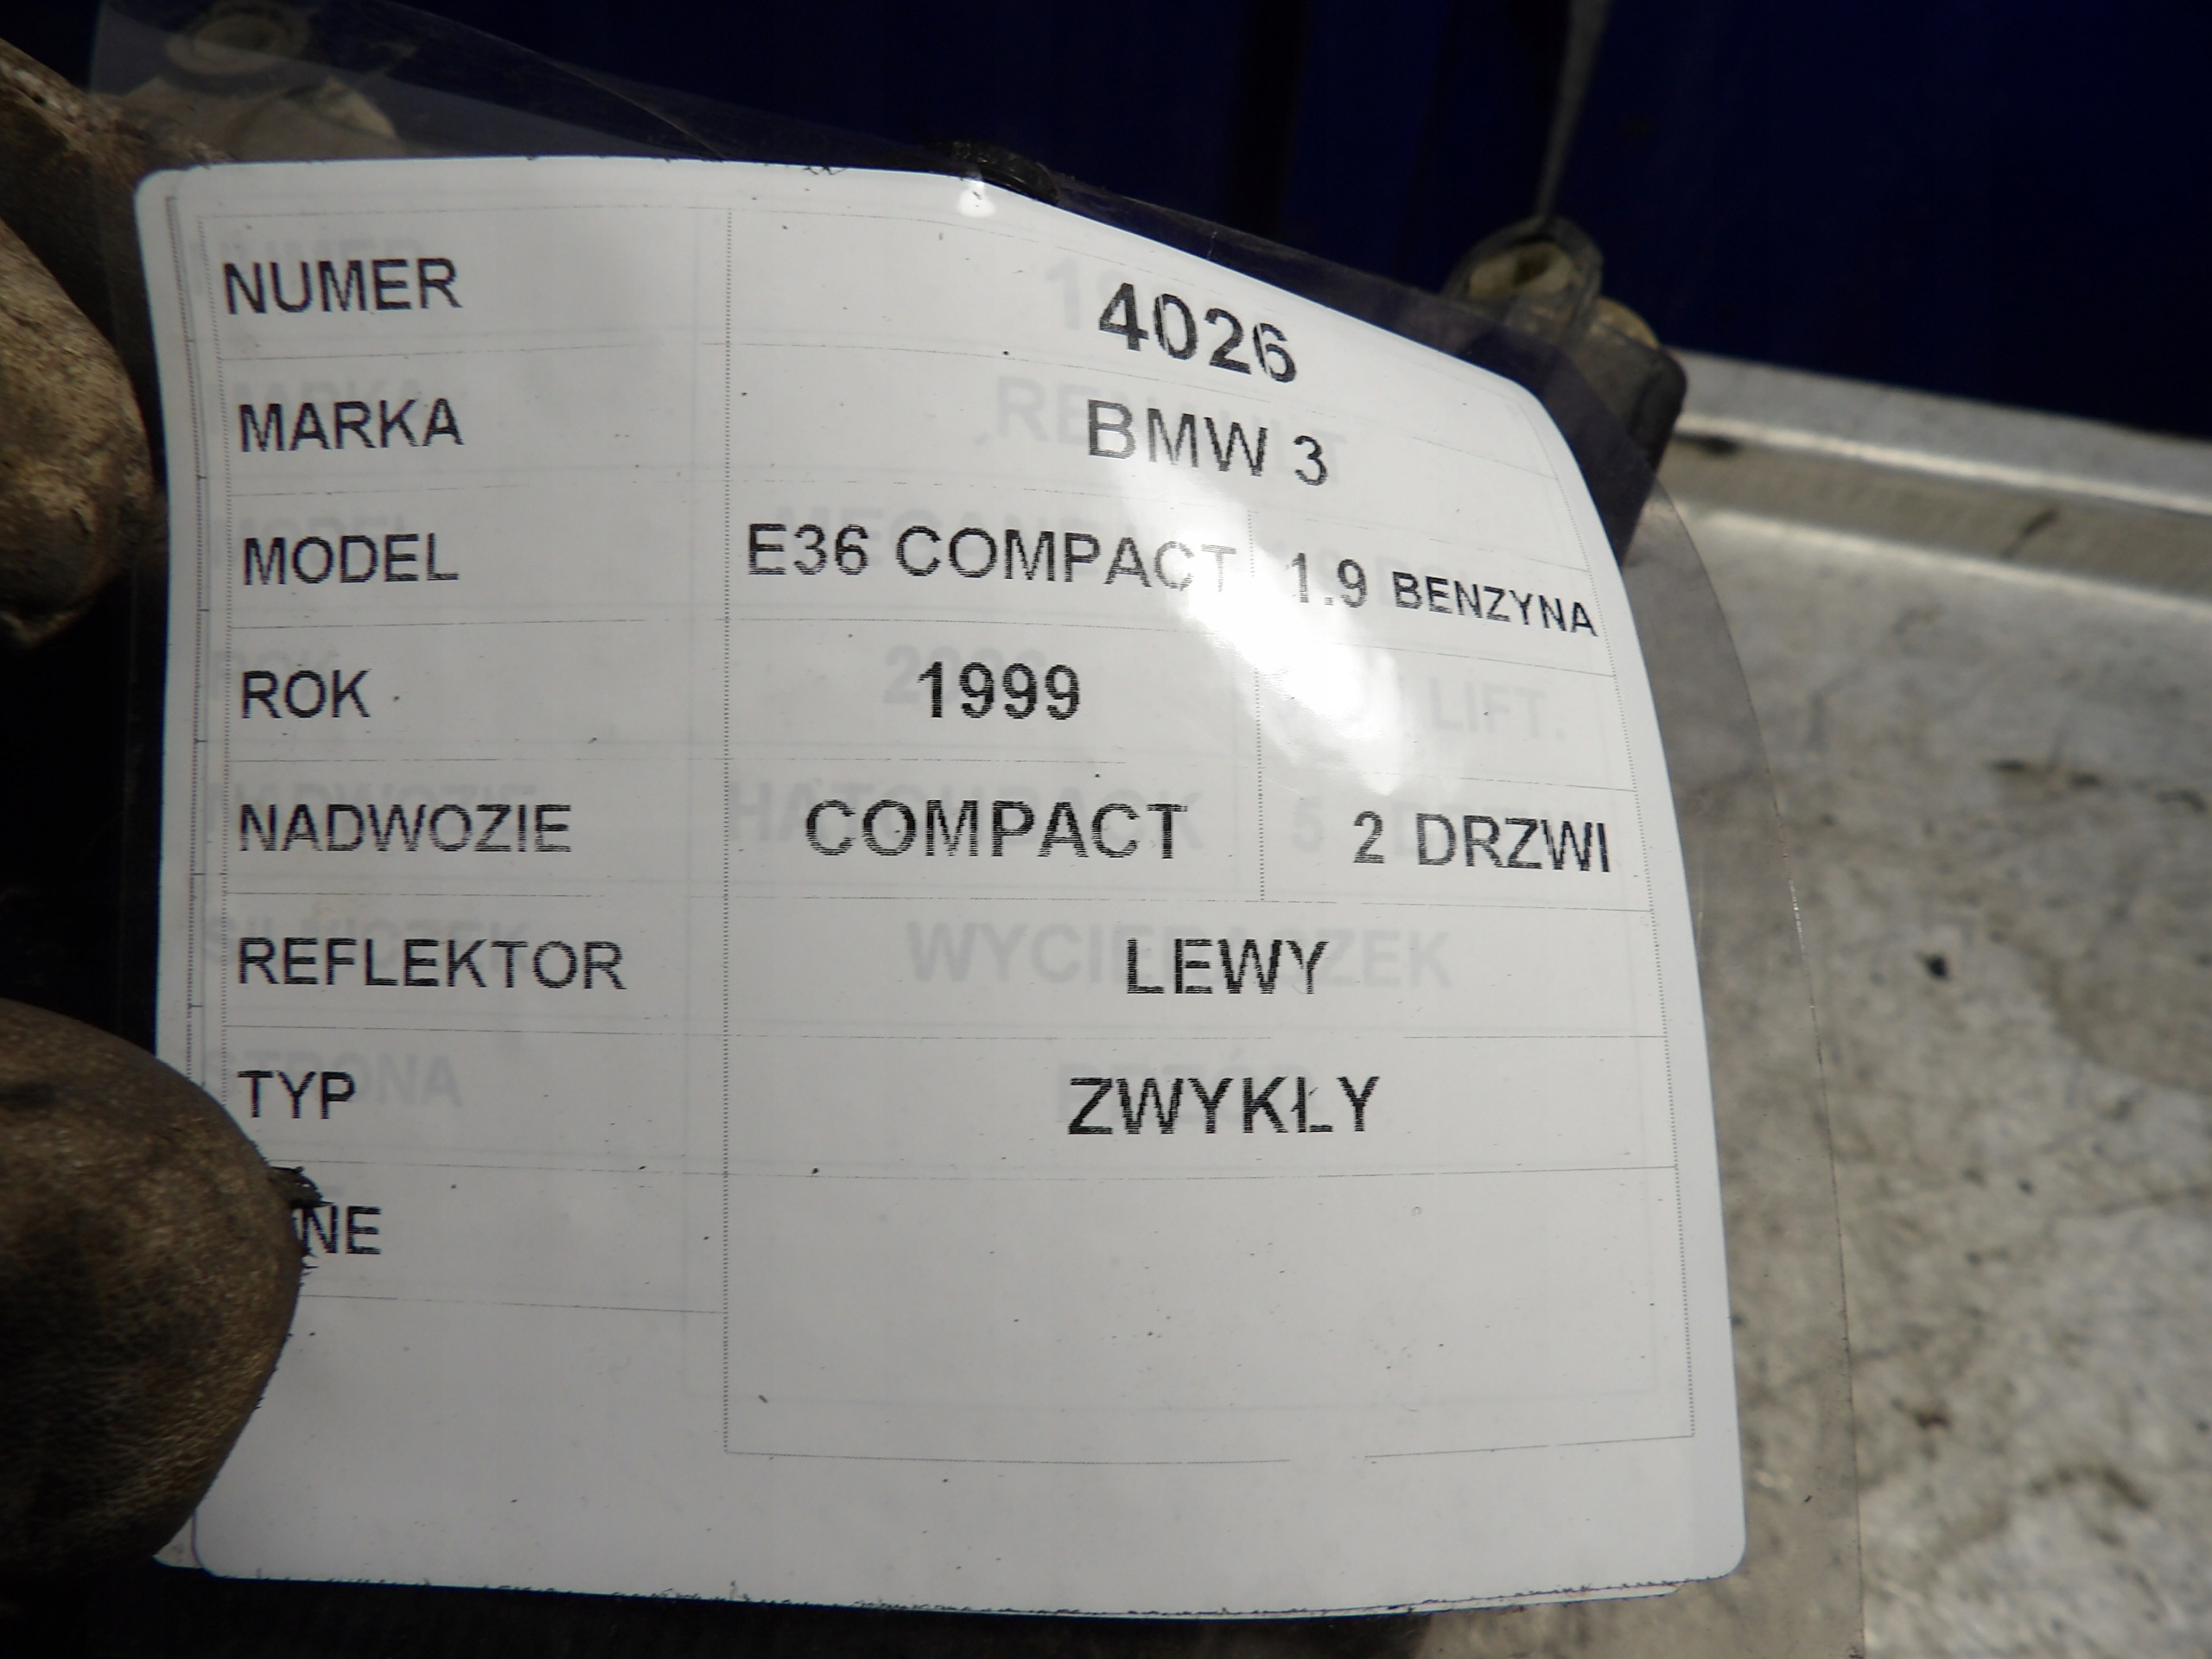 NUMER 4026
MARKA BMW 3
MODEL E36 COMPACT 1.9 BENZYNA
ROK 1999
NADWOZIE COMPACT 2 DRZWI
REFLEKTOR LEWY
TYP ZWYKŁY
NE